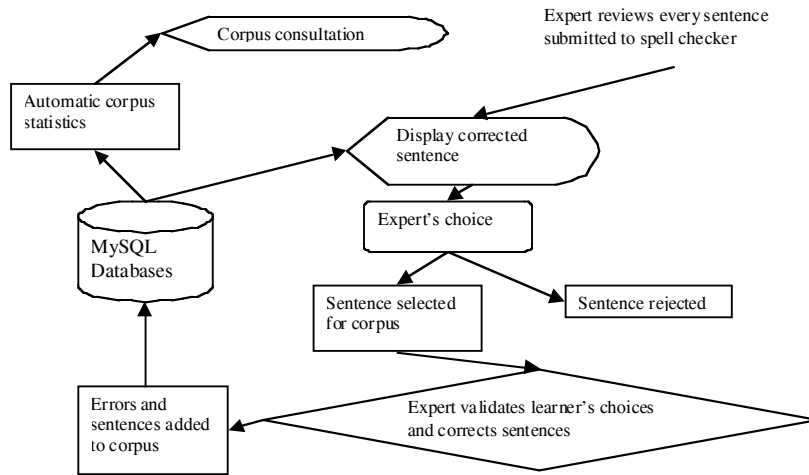 Corpus consultation
Expert reviews every sentence
submitted to spell checker
Automatic corpus
statistics
Display corrected
sentence
MySQL
Databases
Expert's choice
Sentence selected
for corpus
Sentence rejected
Errors and
sentences added
to corpus
Expert validates learner's choices
and corrects sentences